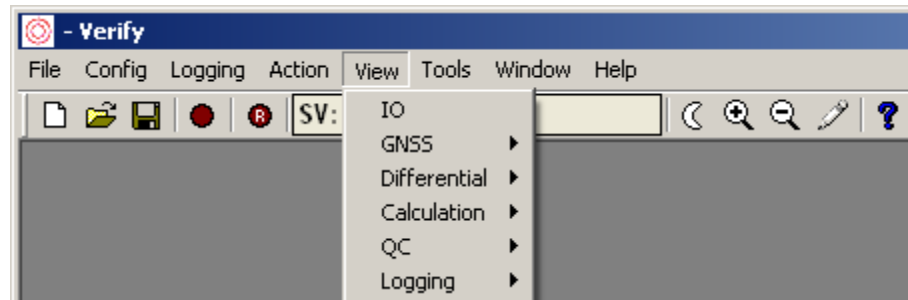 - Verify
File Config Logging Action View Tools Window Help
R SV: ?
IO
GNSS
Differential
Calculation
QC
Logging